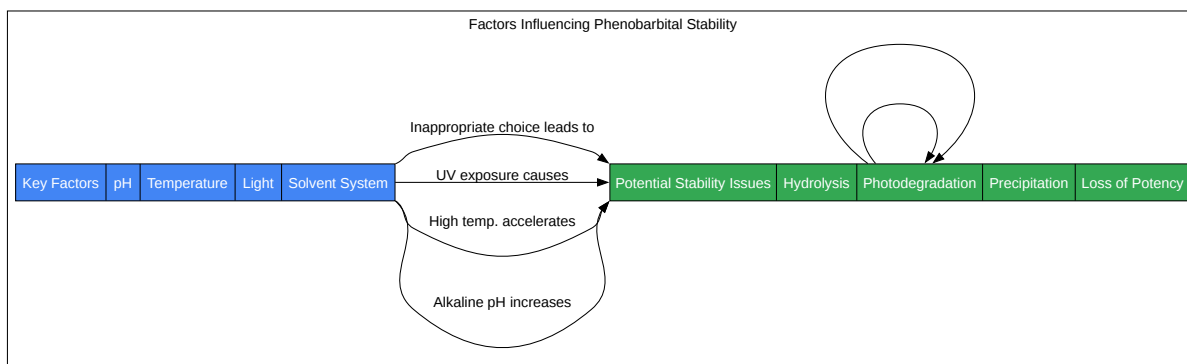 Factors Influencing Phenobarbital Stability
Inappropriate choice leads to
Key Factors
pH
Temperature
Light
Solvent System
UV exposure causes
Potential Stability Issues
Hydrolysis
Photodegradation
Precipitation
Loss of Potency
High temp. accelerates
Alkaline pH increases